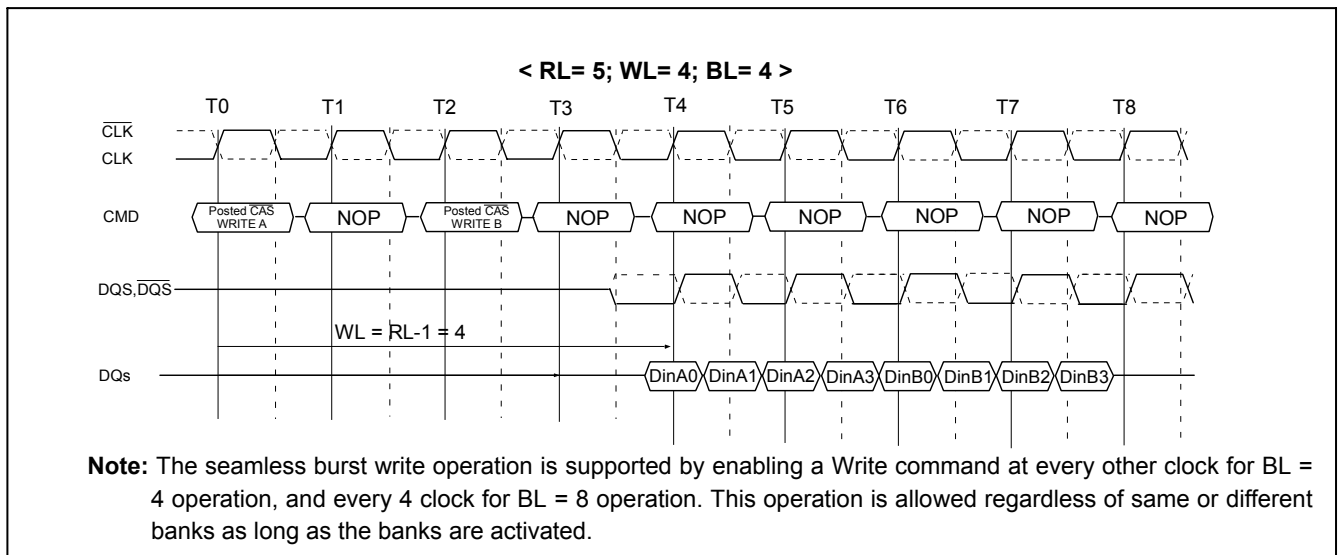 < RL= 5; WL= 4; BL= 4 >
T0 T1 T2 T3 T4 T5 T6 T7 T8
CLK
CLK
CMD Posted CAS WRITE A NOP Posted CAS WRITE B NOP NOP NOP NOP NOP NOP
DQS,DQS
WL = RL-1 = 4
DQs DinA0 DinA1 DinA2 DinA3 DinB0 DinB1 DinB2 DinB3
Note: The seamless burst write operation is supported by enabling a Write command at every other clock for BL =
4 operation, and every 4 clock for BL = 8 operation. This operation is allowed regardless of same or different
banks as long as the banks are activated.